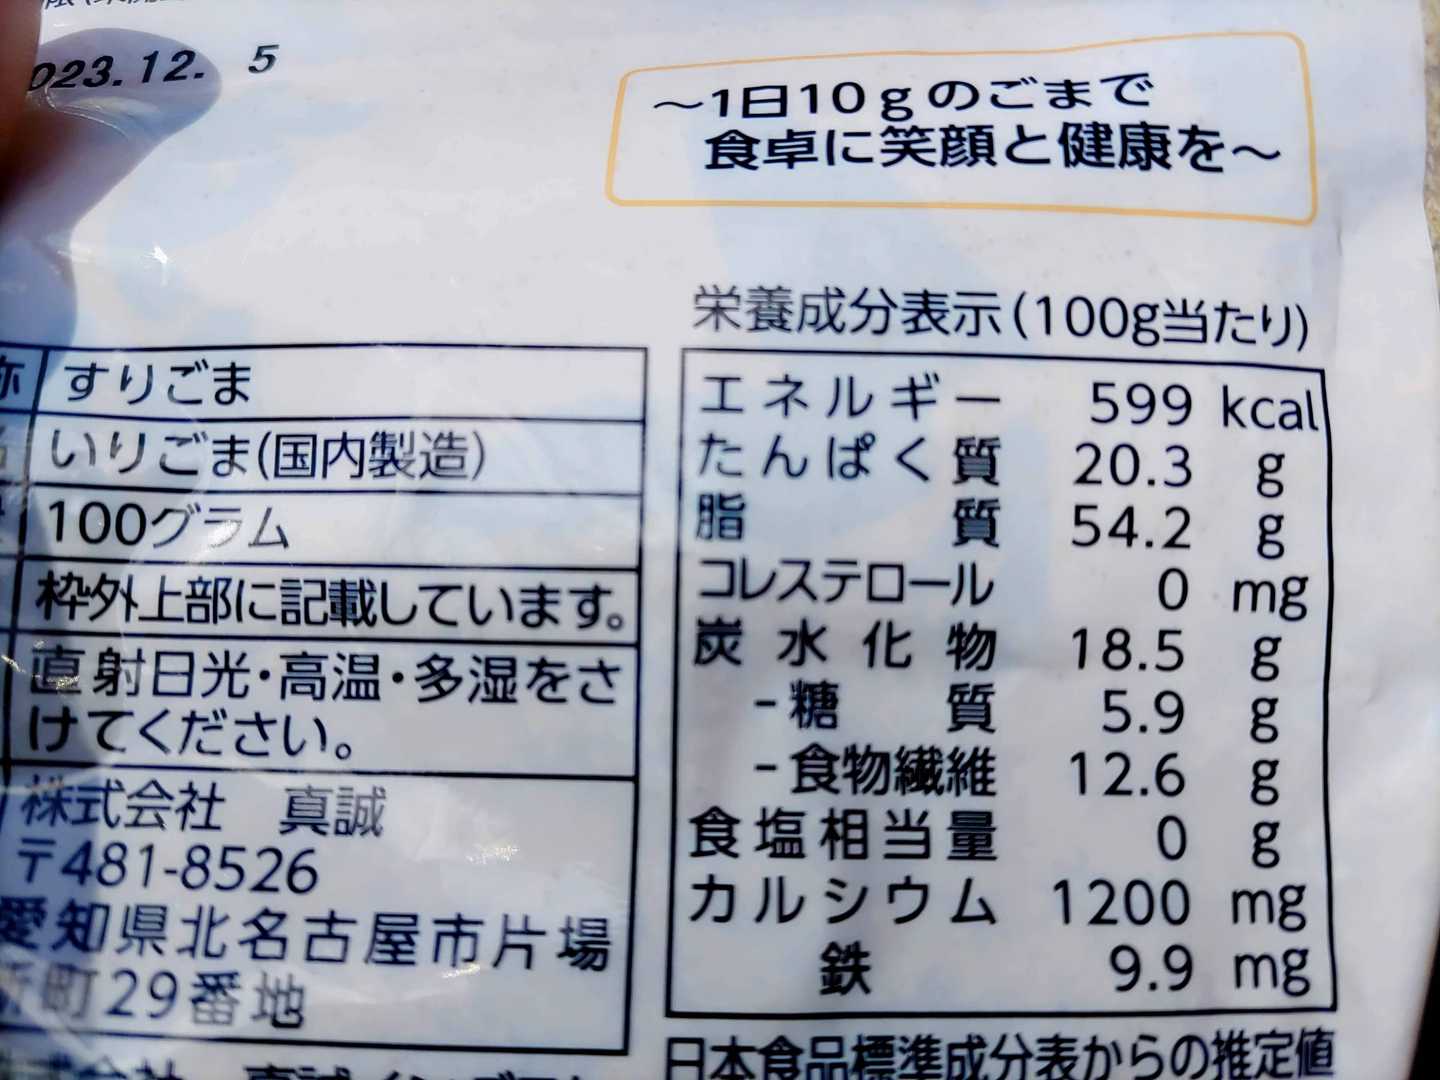 023.12. 5
～1日10gのごまで
食卓に笑顔と健康を～
栄養成分表示(100g当たり)
エネルギー 599 kcal
たんぱく質 20.3 g
脂質 54.2 g
コレステロール 0 mg
炭水化物 18.5 g
-糖質 5.9 g
-食物繊維 12.6 g
食塩相当量 0 g
カルシウム 1200 mg
鉄 9.9 mg
日本食品標準成分表からの推定値
称 すりごま
いりごま(国内製造)
100グラム
枠外上部に記載しています。
直射日光・高温・多湿をさ
けてください。
株式会社 真誠
〒481-8526
愛知県北名古屋市片場
新町29番地